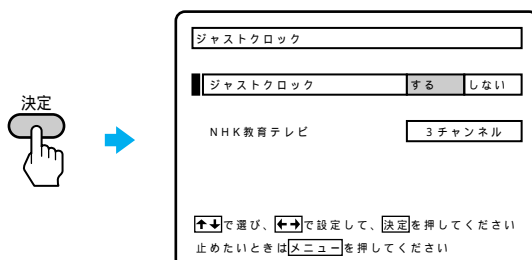 決定
ジャストクロック
ジャストクロック する しない
NHK教育テレビ 3チャンネル
↑↓で選び、←→で設定して、決定を押してください
止めたいときはメニューを押してください